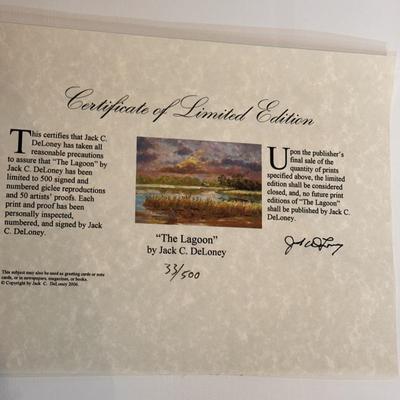 Certificate of Limited Edition
This certifies that Jack C.
DeLoney has taken all
reasonable precautions
to assure that "The Lagoon" by
Jack C. DeLoney has been
limited to 500 signed and
numbered giclee reproductions
and 50 artists' proofs. Each
print and proof has been
personally inspected,
numbered, and signed by Jack
C. DeLoney.
Upon the publisher's
final sale of the
quantity of prints
specified above, the limited
edition shall be considered
closed, and, no future print
editions of "The Lagoon"
shall be published by Jack C.
DeLoney.
"The Lagoon"
by Jack C. DeLoney
33/500
This subject may also be used as greeting cards or note
cards, or in newspapers, magazines, or books.
© Copyright by Jack C. DeLoney 2006.